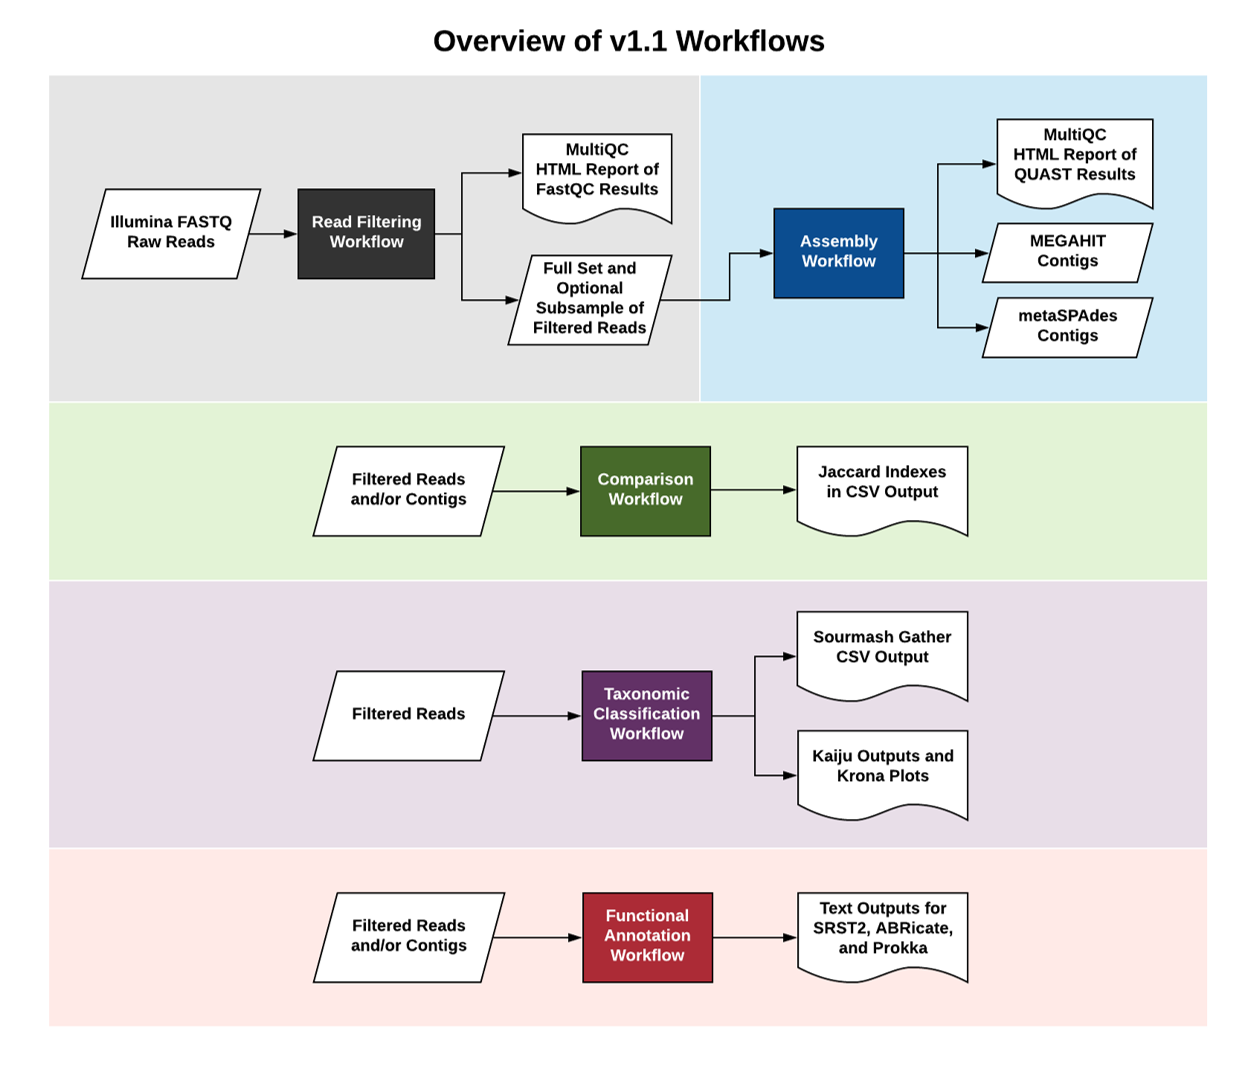 Overview of v1.1 Workflows
Illumina FASTQ
Raw Reads
Read Filtering
Workflow
MultiQC
HTML Report of
FastQC Results
Full Set and
Optional
Subsample of
Filtered Reads
Assembly
Workflow
MultiQC
HTML Report of
QUAST Results
MEGAHIT
Contigs
metaSPAdes
Contigs
Filtered Reads
and/or Contigs
Comparison
Workflow
Jaccard Indexes
in CSV Output
Filtered Reads
Taxonomic
Classification
Workflow
Sourmash Gather
CSV Output
Kaiju Outputs and
Krona Plots
Filtered Reads
and/or Contigs
Functional
Annotation
Workflow
Text Outputs for
SRST2, ABRicate,
and Prokka